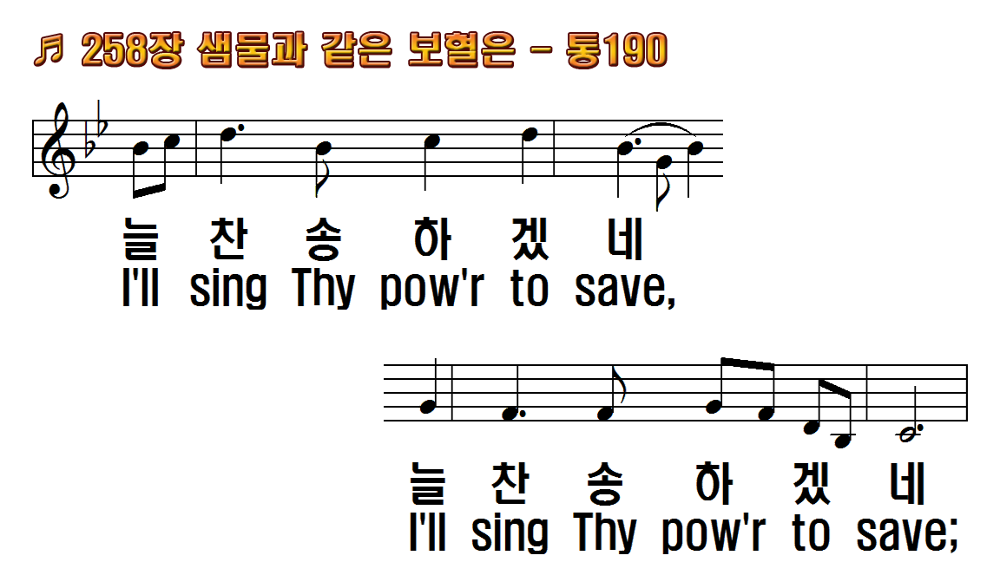 ♬ 258장 샘물과 같은 보혈은 - 통190
늘 찬 송 하 겠 네
I'll sing Thy pow'r to save,
늘 찬 송 하 겠 네
I'll sing Thy pow'r to save;